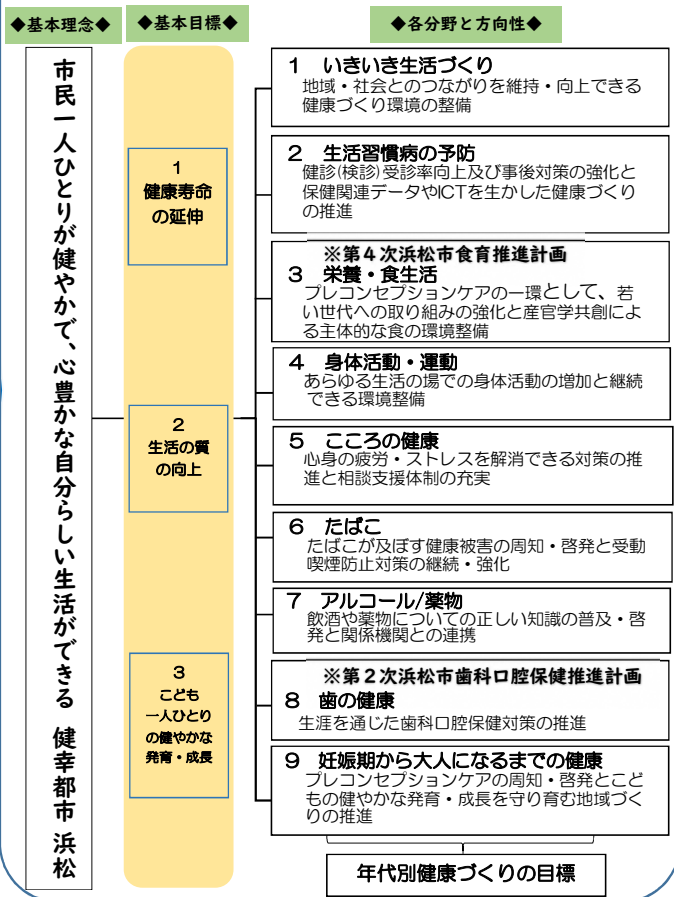 ◆基本理念◆
◆基本目標◆
◆各分野と方向性◆
市民一人ひとりが健やかで、心豊かな自分らしい生活ができる 健幸都市 浜松
1
健康寿命
の延伸
2
生活の質
の向上
3
こども
一人ひとり
の健やかな
発育・成長
1 いきいき生活づくり
地域・社会とのつながりを維持・向上できる
健康づくり環境の整備
2 生活習慣病の予防
健診(検診)受診率向上及び事後対策の強化と
保健関連データやICTを生かした健康づくり
の推進
※第4次浜松市食育推進計画
3 栄養・食生活
プレコンセプションケアの一環として、若
い世代への取り組みの強化と産官学共創によ
る主体的な食の環境整備
4 身体活動・運動
あらゆる生活の場での身体活動の増加と継続
できる環境整備
5 こころの健康
心身の疲労・ストレスを解消できる対策の推
進と相談支援体制の充実
6 たばこ
たばこが及ぼす健康被害の周知・啓発と受動
喫煙防止対策の継続・強化
7 アルコール/薬物
飲酒や薬物についての正しい知識の普及・啓
発と関係機関との連携
※第2次浜松市歯科口腔保健推進計画
8 歯の健康
生涯を通じた歯科口腔保健対策の推進
9 妊娠期から大人になるまでの健康
プレコンセプションケアの周知・啓発とこど
もの健やかな発育・成長を守り育む地域づく
りの推進
年代別健康づくりの目標